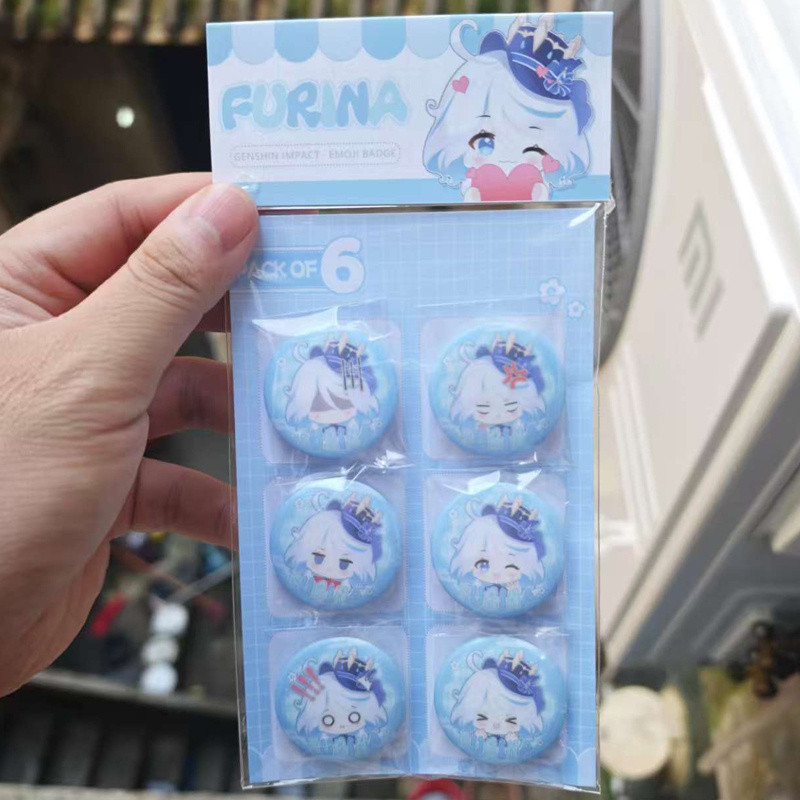 FURINA
GENSHIN IMPACT - EMOJI BADGE
PACK OF 6